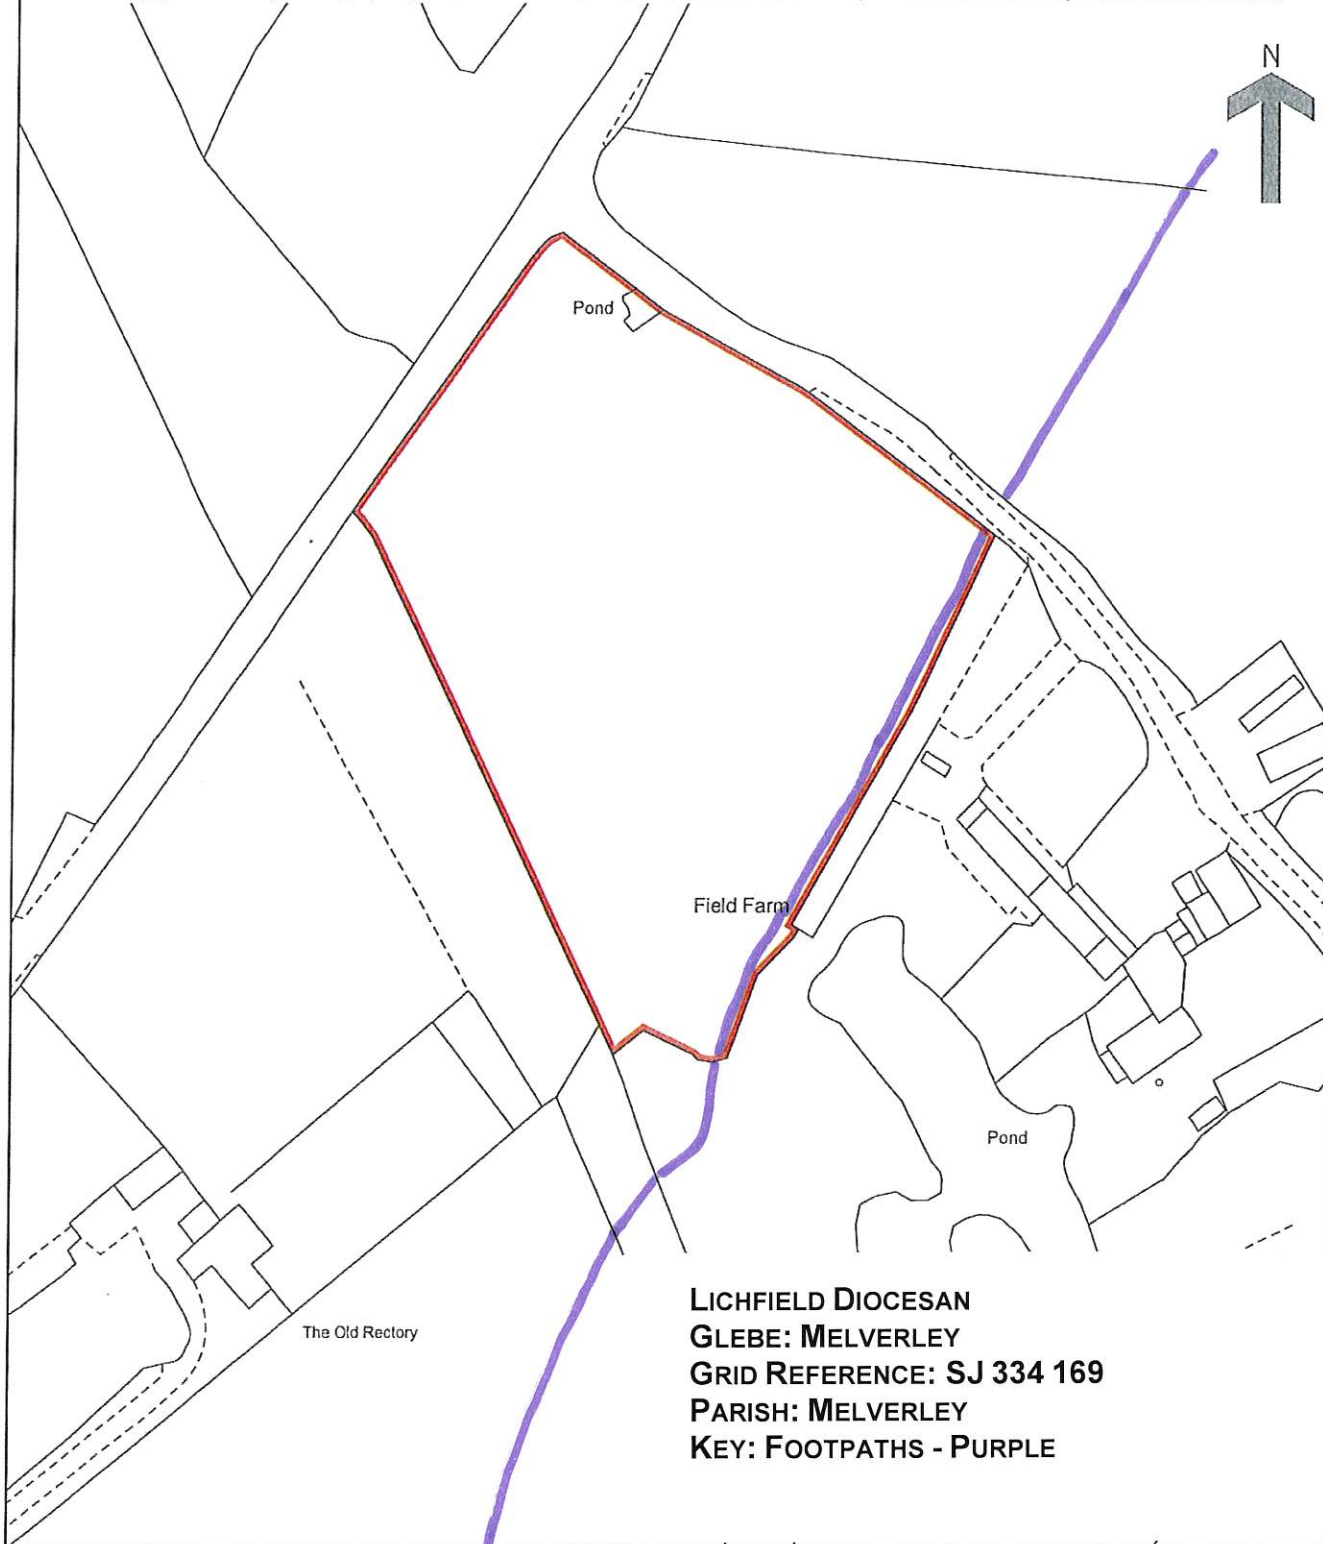 N
Pond
Field Farm
Pond
The Old Rectory
LICHFIELD DIOCESAN
GLEBE: MELVERLEY
GRID REFERENCE: SJ 334 169
PARISH: MELVERLEY
KEY: FOOTPATHS - PURPLE